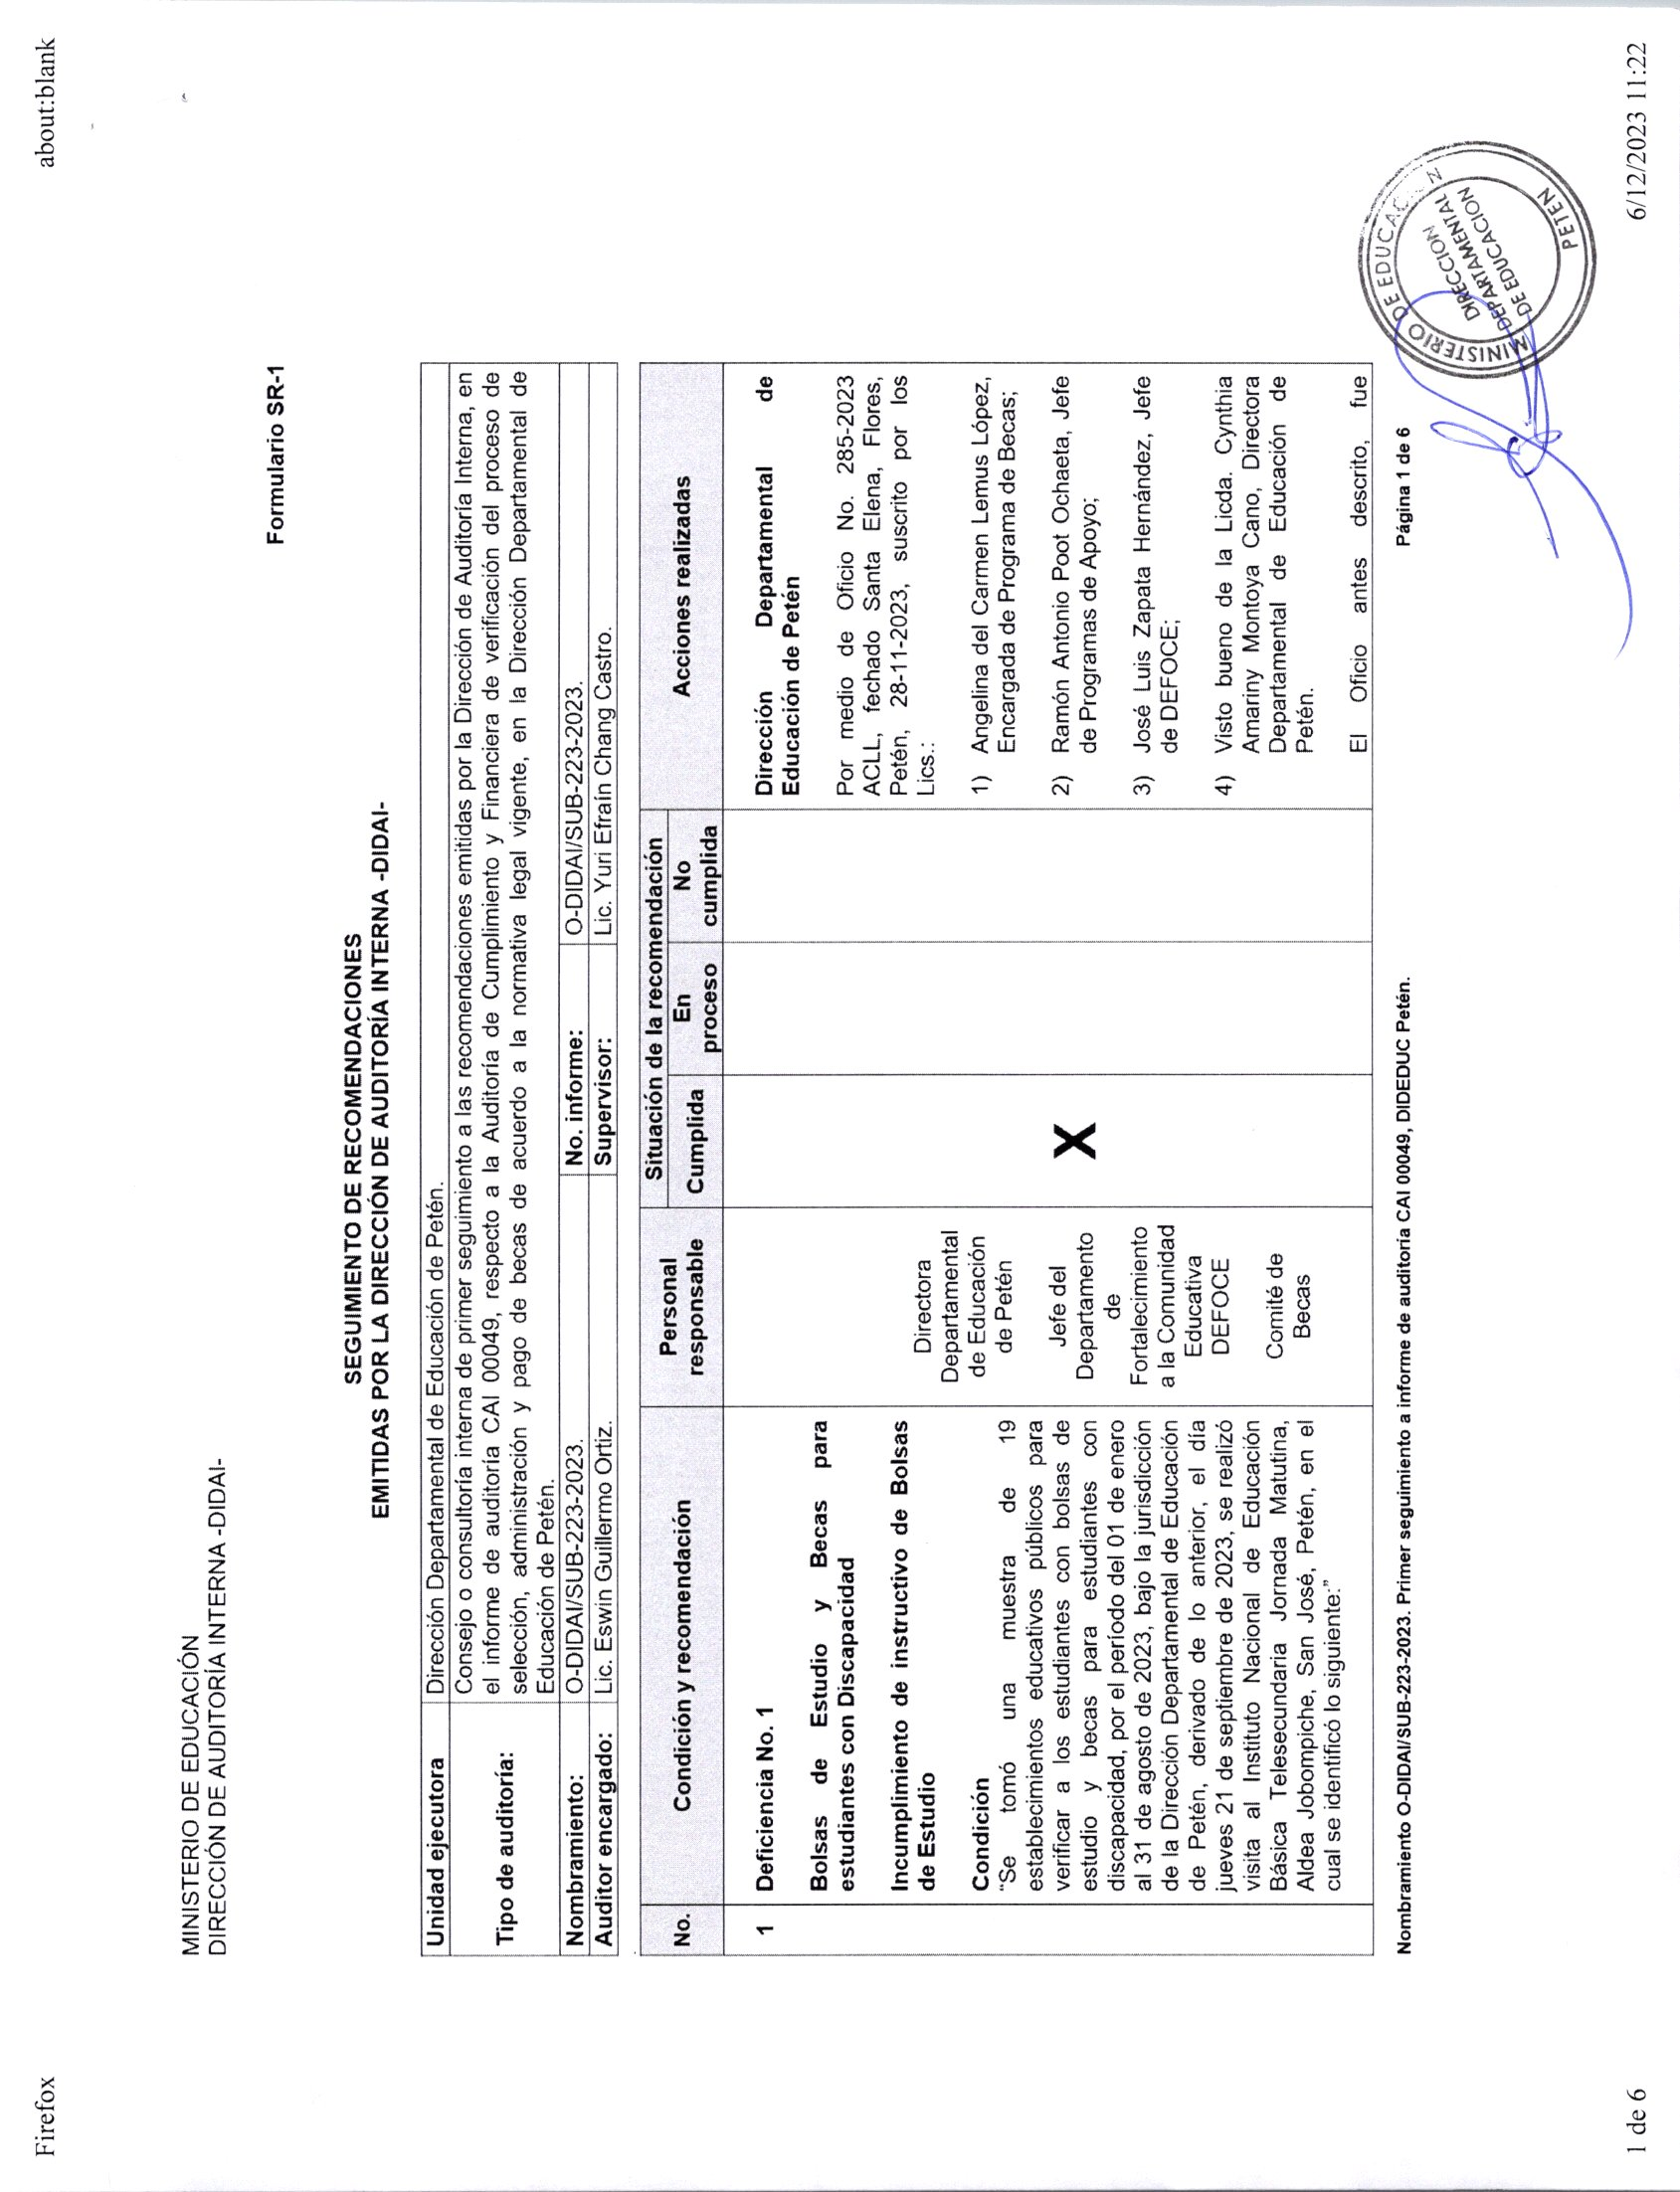 Firefox
about:blank
MINISTERIO DE EDUCACIÓN
DIRECCIÓN DE AUDITORÍA INTERNA -DIDAI-
Formulario SR-1
SEGUIMIENTO DE RECOMENDACIONES
EMITIDAS POR LA DIRECCIÓN DE AUDITORÍA INTERNA -DIDAI-
Unidad ejecutora
Dirección Departamental de Educación de Petén.
Tipo de auditoría:
Consejo o consultoría interna de primer seguimiento a las recomendaciones emitidas por la Dirección de Auditoría Interna, en
el informe de auditoría CAI 00049, respecto a la Auditoría de Cumplimiento y Financiera de verificación del proceso de
selección, administración y pago de becas de acuerdo a la normativa legal vigente, en la Dirección Departamental de
Educación de Petén.
Nombramiento:
O-DIDAI/SUB-223-2023.
No. informe:
O-DIDAI/SUB-223-2023.
Auditor encargado:
Lic. Eswin Guillermo Ortiz.
Supervisor:
Lic. Yuri Efraín Chang Castro.
No.
Condición y recomendación
Personal
responsable
Situación de la recomendación
Cumplida
En
proceso
No
cumplida
Acciones realizadas
1
Deficiencia No. 1
Bolsas de Estudio y Becas para
estudiantes con Discapacidad
Incumplimiento de instructivo de Bolsas
de Estudio
Condición
“Se tomó una muestra de 19
establecimientos educativos públicos para
verificar a los estudiantes con bolsas de
estudio y becas para estudiantes con
discapacidad, por el período del 01 de enero
al 31 de agosto de 2023, bajo la jurisdicción
de la Dirección Departamental de Educación
de Petén, derivado de lo anterior, el día
jueves 21 de septiembre de 2023, se realizó
visita al Instituto Nacional de Educación
Básica Telesecundaria Jornada Matutina,
Aldea Jobompiche, San José, Petén, en el
cual se identificó lo siguiente:”
Directora
Departamental
de Educación
de Petén
Jefe del
Departamento
de
Fortalecimiento
a la Comunidad
Educativa
DEFOCE
Comité de
Becas
X
Dirección Departamental de
Educación de Petén
Por medio de Oficio No. 285-2023
ACLL, fechado Santa Elena, Flores,
Petén, 28-11-2023, suscrito por los
Lics.:
1) Angelina del Carmen Lemus López,
Encargada de Programa de Becas;
2) Ramón Antonio Poot Ochaeta, Jefe
de Programas de Apoyo;
3) José Luis Zapata Hernández, Jefe
de DEFOCE;
4) Visto bueno de la Licda. Cynthia
Amariny Montoya Cano, Directora
Departamental de Educación de
Petén.
El Oficio antes descrito, fue
Nombramiento O-DIDAI/SUB-223-2023. Primer seguimiento a informe de auditoría CAI 00049, DIDEDUC Petén.
Página 1 de 6
MINISTERIO DE EDUCACION
DIRECCION
DEPARTAMENTAL
DE EDUCACION
PETEN
1 de 6
6/12/2023 11:22